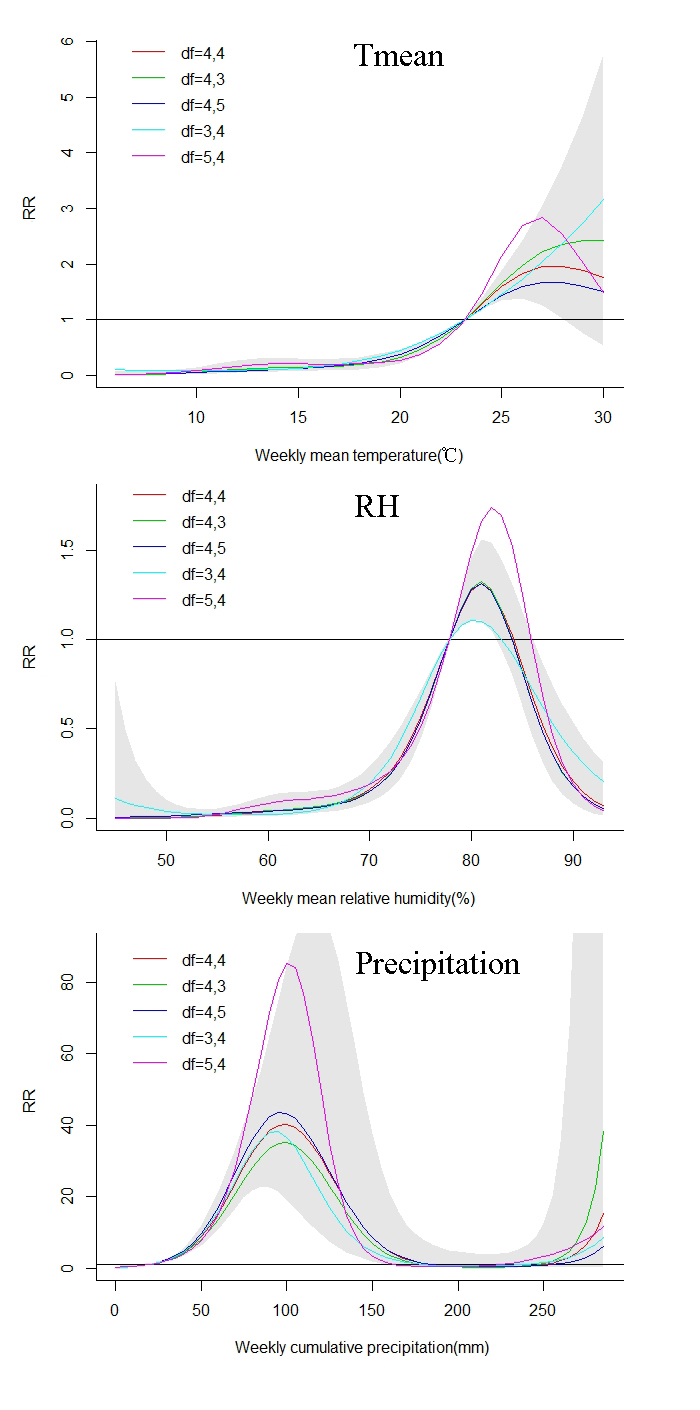 Tmean
df=4,4
df=4,3
df=4,5
df=3,4
df=5,4
RR
6
5
4
3
2
1
0
10 15 20 25 30
Weekly mean temperature(℃)
RH
df=4,4
df=4,3
df=4,5
df=3,4
df=5,4
RR
1.5
1.0
0.5
0.0
50 60 70 80 90
Weekly mean relative humidity(%)
Precipitation
df=4,4
df=4,3
df=4,5
df=3,4
df=5,4
RR
80
60
40
20
0
0 50 100 150 200 250
Weekly cumulative precipitation(mm)